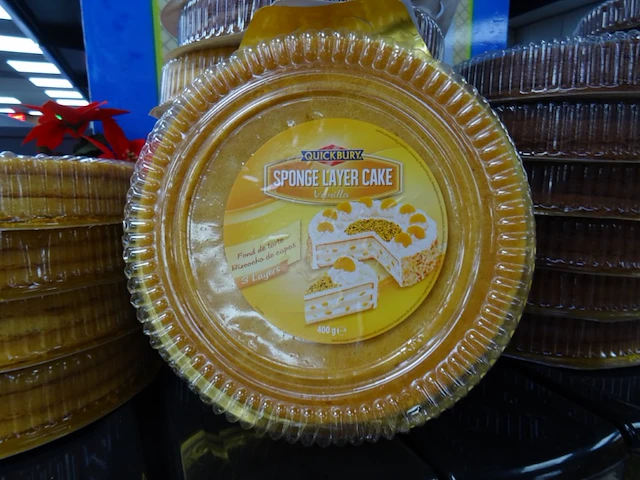 QUICKBURY
SPONGE LAYER CAKE
Vanilla
Fond de tarte
Bizcocho de capas
3 Layers
400 g e